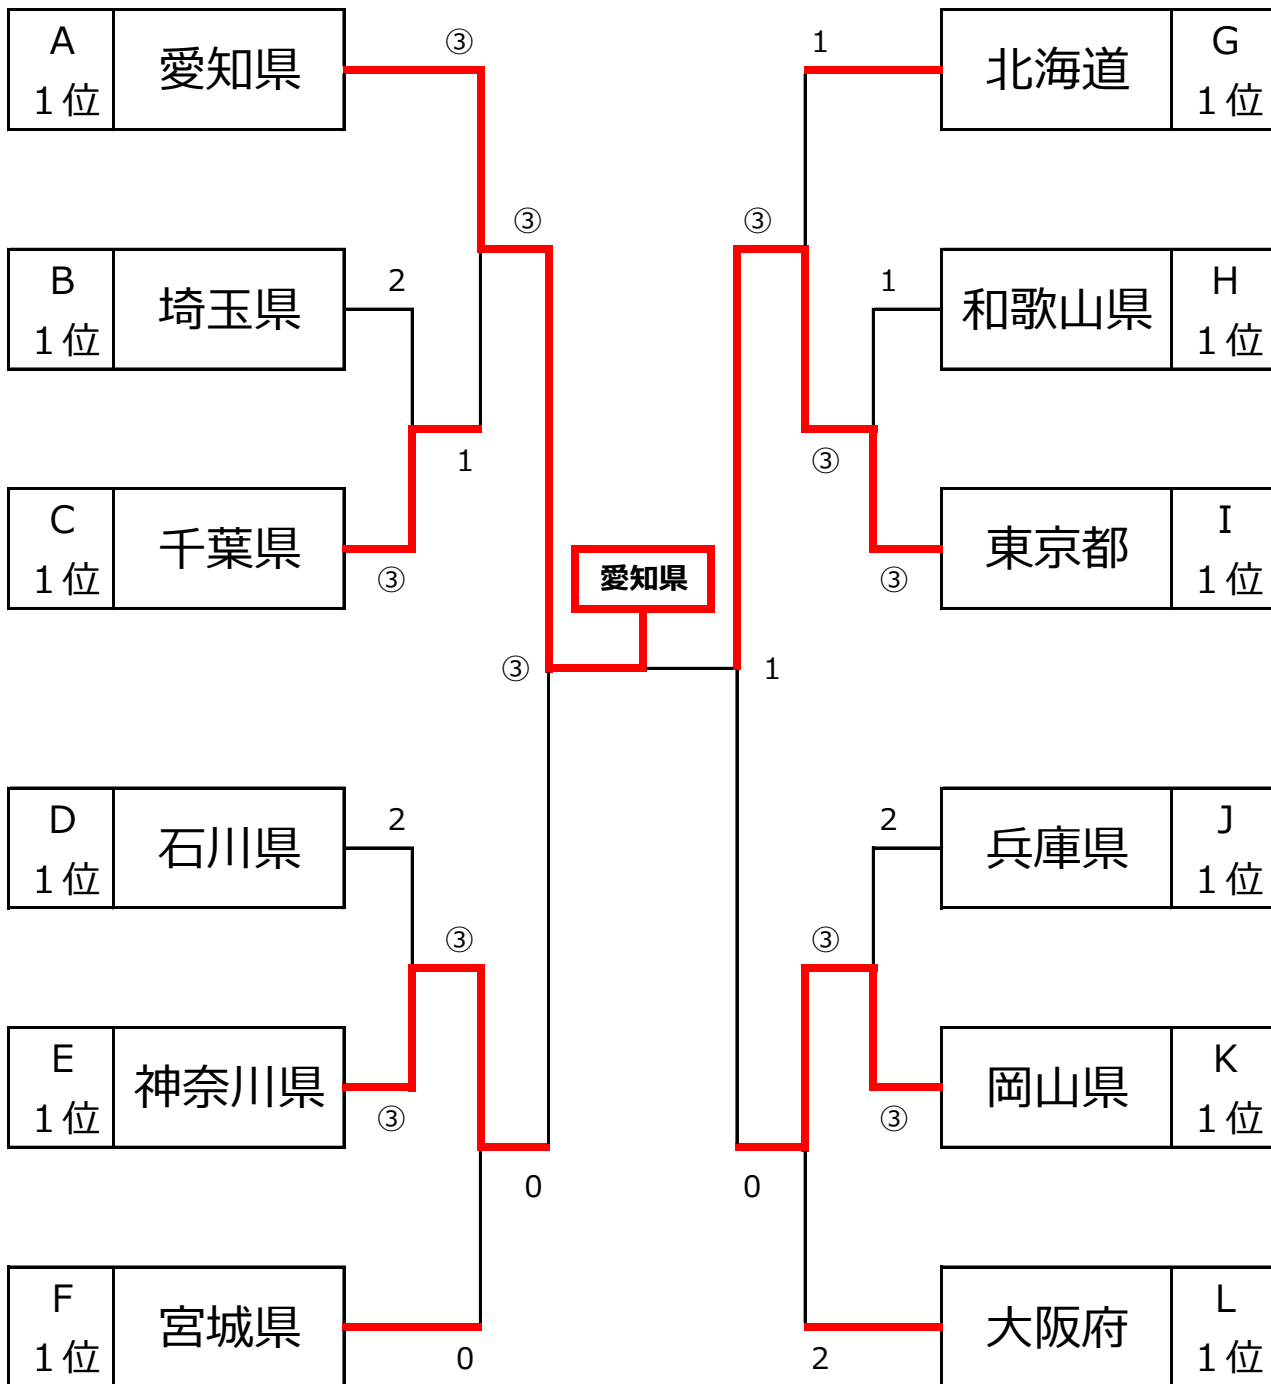 A
1位
愛知県
③
1
北海道
G
1位
③
③
B
1位
埼玉県
2
1
和歌山県
H
1位
1
③
C
1位
千葉県
③
愛知県
③
東京都
I
1位
③
1
D
1位
石川県
2
2
兵庫県
J
1位
③
③
E
1位
神奈川県
③
③
岡山県
K
1位
0
0
F
1位
宮城県
0
2
大阪府
L
1位